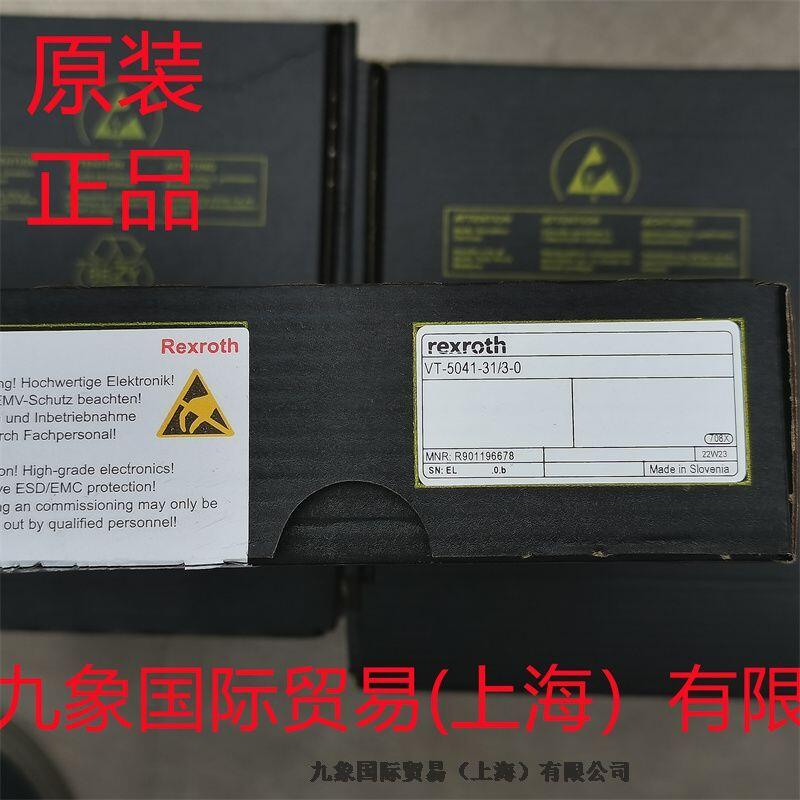 原装
正品
Rexroth
ng! Hochwertige Elektronik!
EMV-Schutz beachten!
und Inbetriebnahme
rch Fachpersonal!
on! High-grade electronics!
ve ESD/EMC protection!
ng an commissioning may only be
out by qualified personnel!
rexroth
VT-5041-31/3-0
708X
MNR: R901196678
22W23
SN: EL .0.b
Made in Slovenia
九象国际贸易(上海）有限
九象国际贸易（上海）有限公司